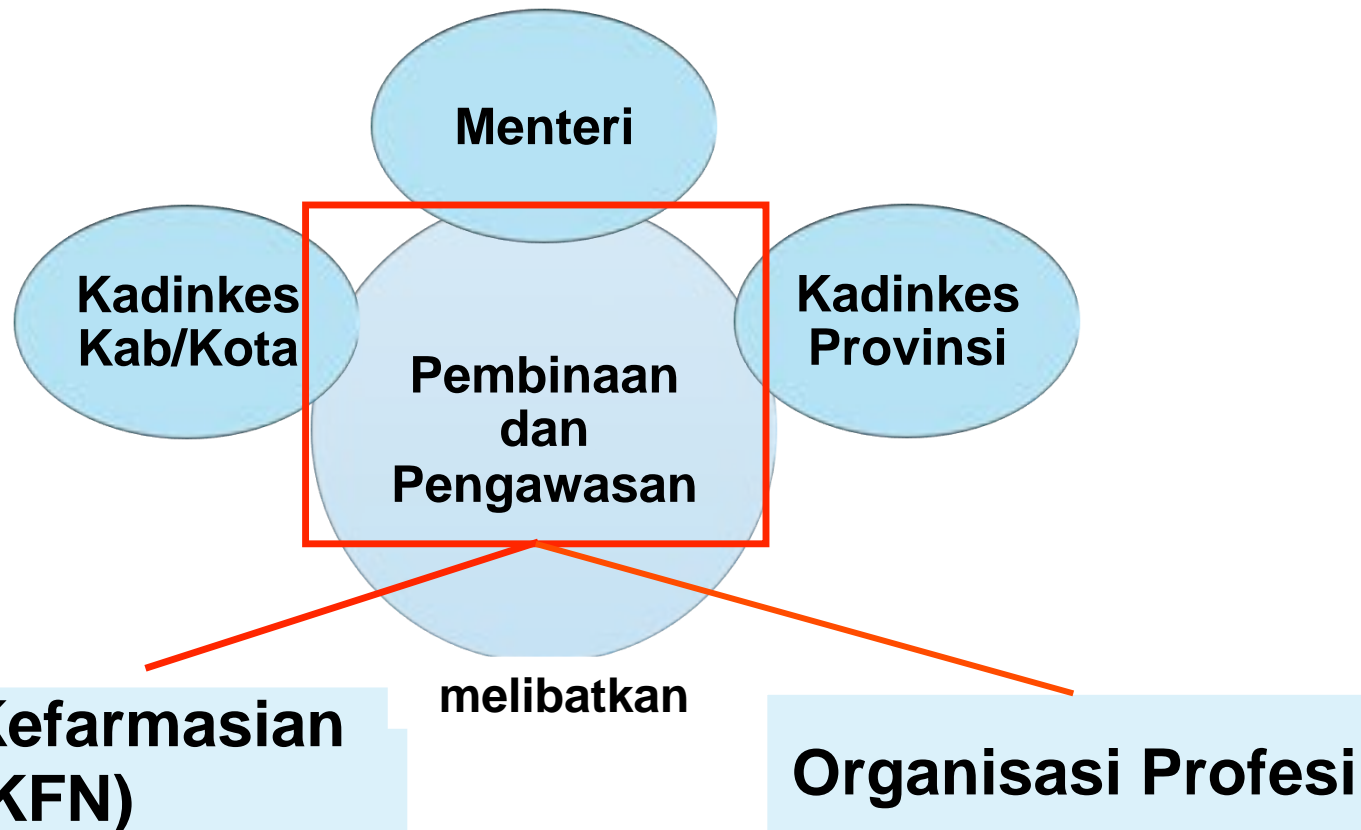 Menteri
Kadinkes
Kab/Kota
Kadinkes
Provinsi
Pembinaan
dan
Pengawasan
melibatkan
Kefarmasian
KFN)
Organisasi Profesi